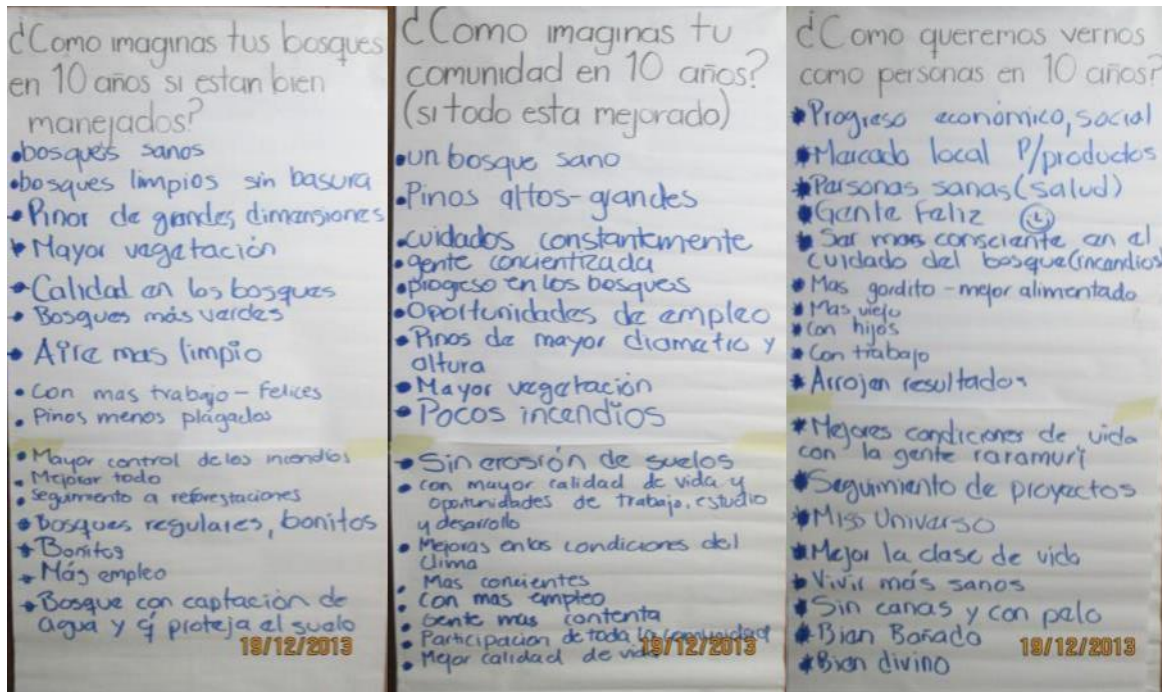 ¿Como imaginas tus bosques
en 10 años si estan bien
manejados?
•bosques sanos
•bosques limpios sin basura
•Pinor de grandes dimensiones
•Mayor vegetación
•Calidad en los bosques
•Bosques más verdes
•Aire mas limpio
•Con mas trabajo - Felices
•Pinos menos plagados
•Mayor control de los incendios
•Mejorar todo
•Seguimiento a reforestaciones
•Bosques regulares, bonitos
•Bonitos
•Más empleo
•Bosque con captación de
agua y q proteja el suelo
19/12/2013
¿Como imaginas tu
comunidad en 10 años?
(si todo esta mejorado)
•un bosque sano
•Pinos altos-grandes
•cuidados constantemente
•gente concientizada
•progreso en los bosques
•Oportunidades de empleo
•Pinos de mayor diametro y
altura
•Mayor vegetación
•Pocos incendios
•Sin erosión de suelos
•con mayor calidad de vida y
oportunidades de trabajo, estudio
y desarrollo
•Mejoras en las condiciones del
clima
•Mas concientes
•Con mas empleo
•Gente mas contenta
•Participacion de toda la comunidad
•Mejor calidad de vida
19/12/2013
¿Como queremos vernos
como personas en 10 años?
*Progreso económico, social
*Mercado local P/productos
*Personas sanas (salud)
*Gente Feliz
*Ser mas consciente en el
cuidado del bosque (incendios)
*Mas gordito - mejor alimentado
*Mas viejo
*Con hijos
*Con trabajo
*Arrojen resultados
*Mejores condiciones de vida
con la gente raramuri
*Seguimiento de proyectos
*Miss Universo
*Mejor la clase de vida
*Vivir más sanos
*Sin canas y con pelo
*Bien Bañado
*Bien divino
19/12/2013